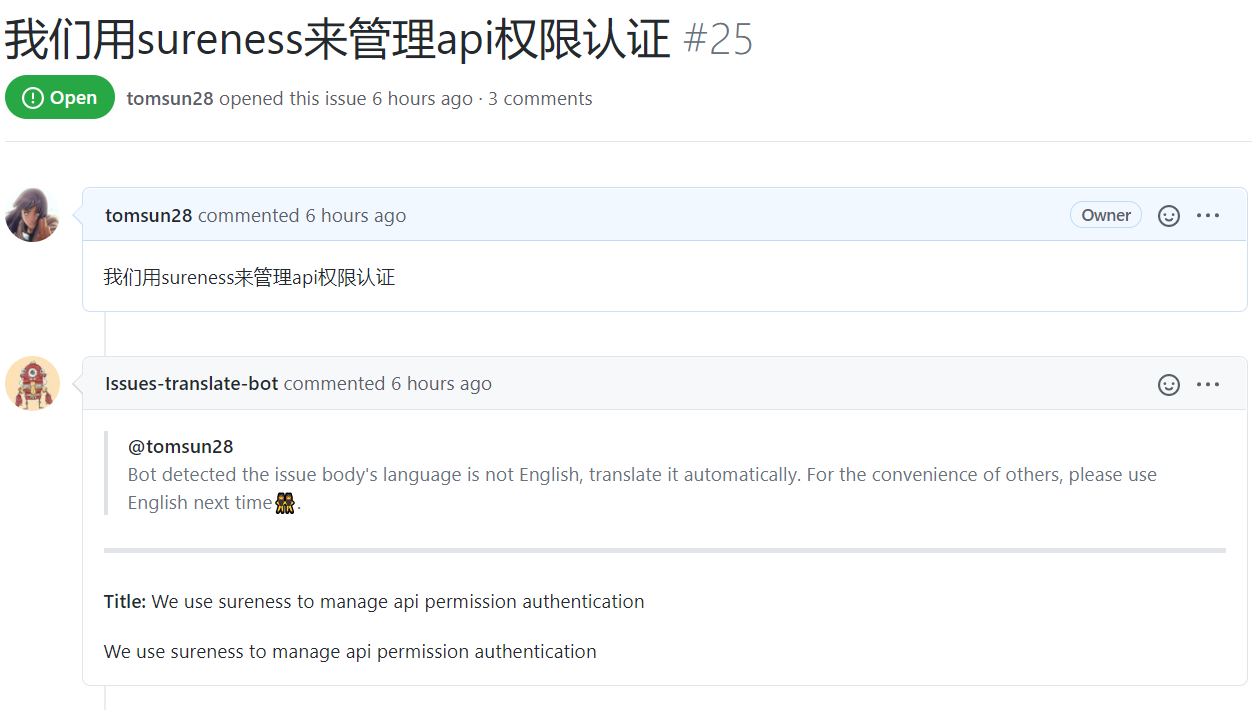 我们用sureness来管理api权限认证 #25
Open tomsun28 opened this issue 6 hours ago · 3 comments
tomsun28 commented 6 hours ago Owner
我们用sureness来管理api权限认证
Issues-translate-bot commented 6 hours ago
@tomsun28
Bot detected the issue body's language is not English, translate it automatically. For the convenience of others, please use
English next time👯.
Title: We use sureness to manage api permission authentication
We use sureness to manage api permission authentication